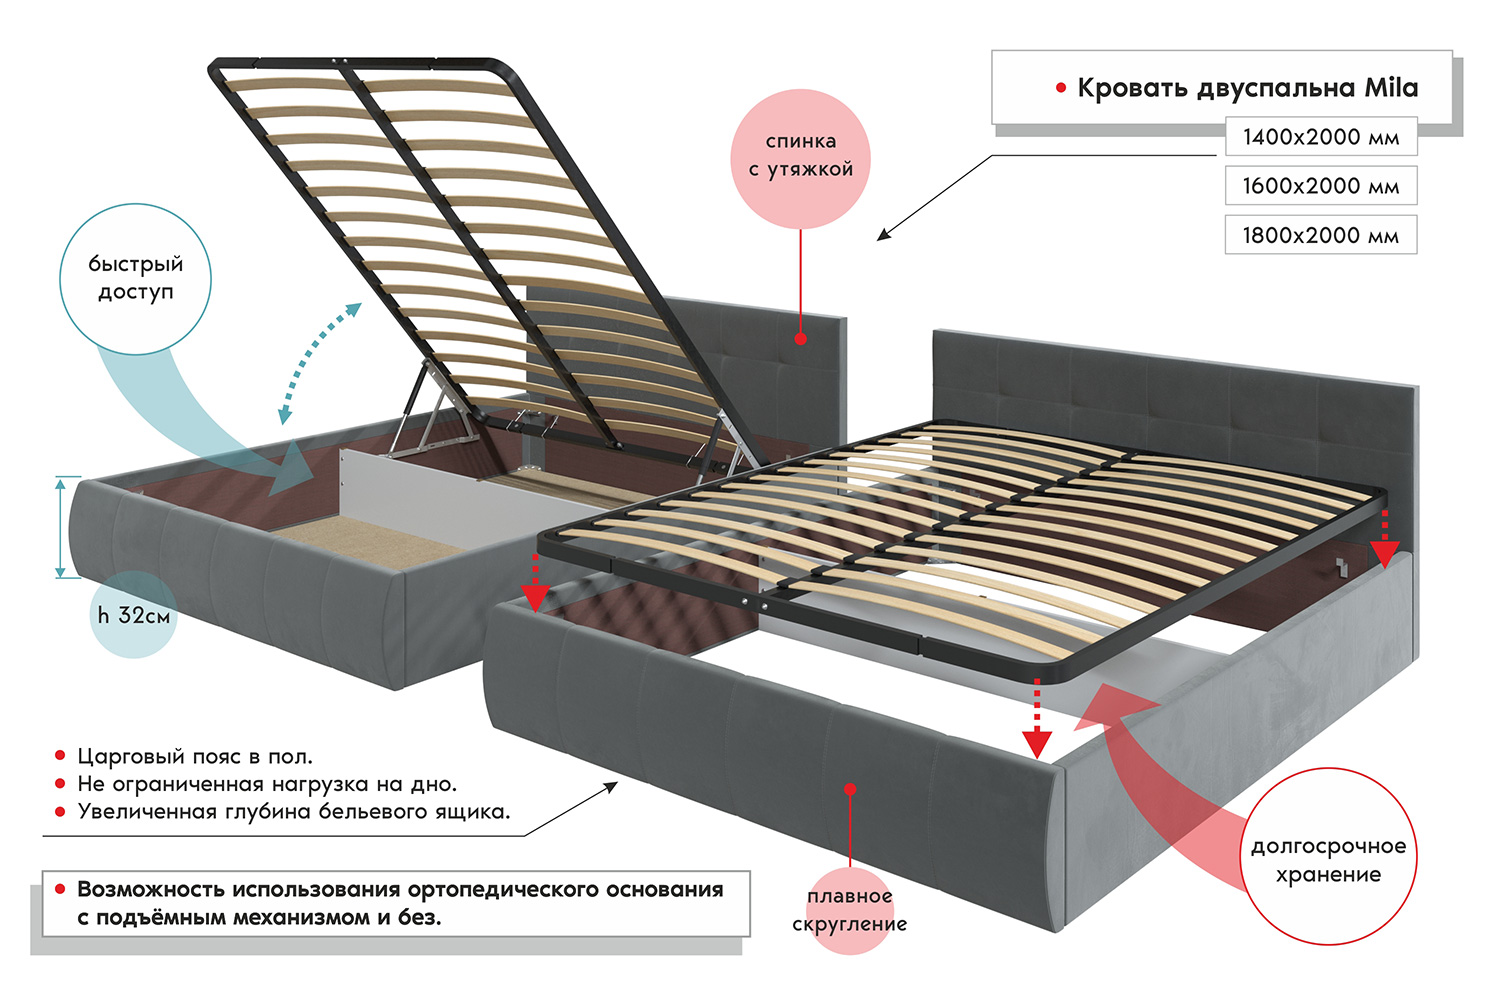 • Кровать двуспальна Mila
1400x2000 мм
1600x2000 мм
1800x2000 мм
спинка
с утяжкой
быстрый
доступ
h 32см
• Царговый пояс в пол.
• Не ограниченная нагрузка на дно.
• Увеличенная глубина бельевого ящика.
• Возможность использования ортопедического основания
с подъёмным механизмом и без.
плавное
скругление
долгосрочное
хранение